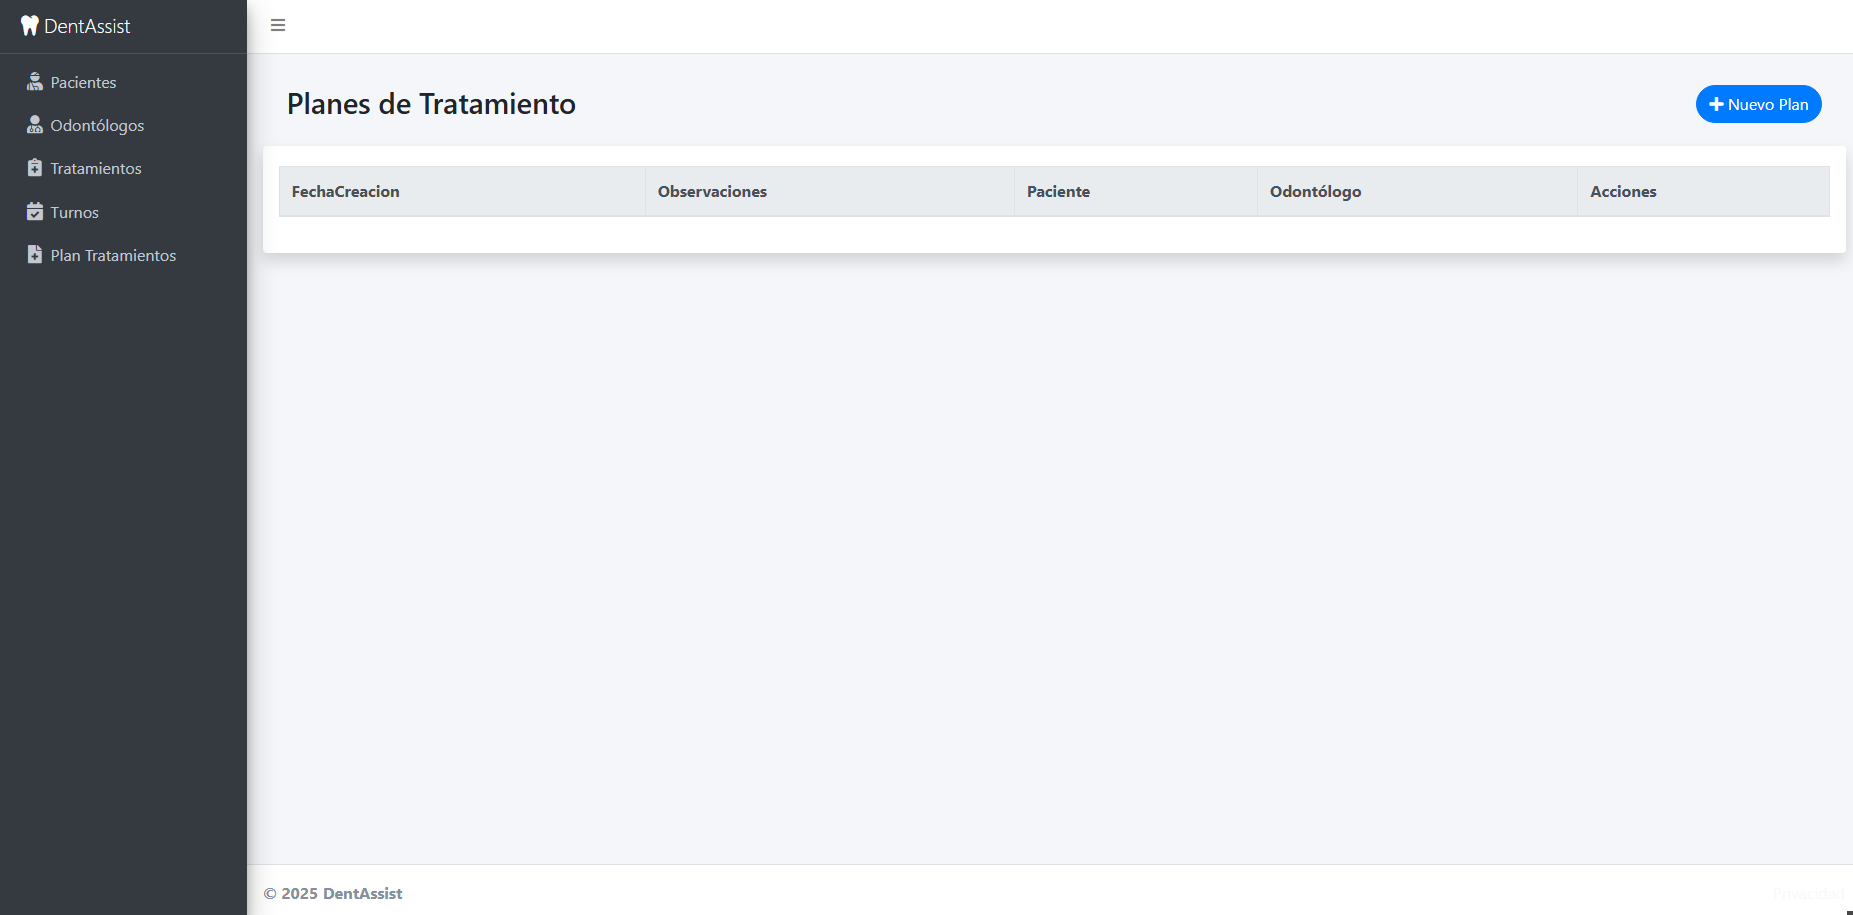 DentAssist
Pacientes
Odontólogos
Tratamientos
Turnos
Plan Tratamientos
Planes de Tratamiento
Nuevo Plan
FechaCreacion Observaciones Paciente Odontólogo Acciones
© 2025 DentAssist
Privacidad